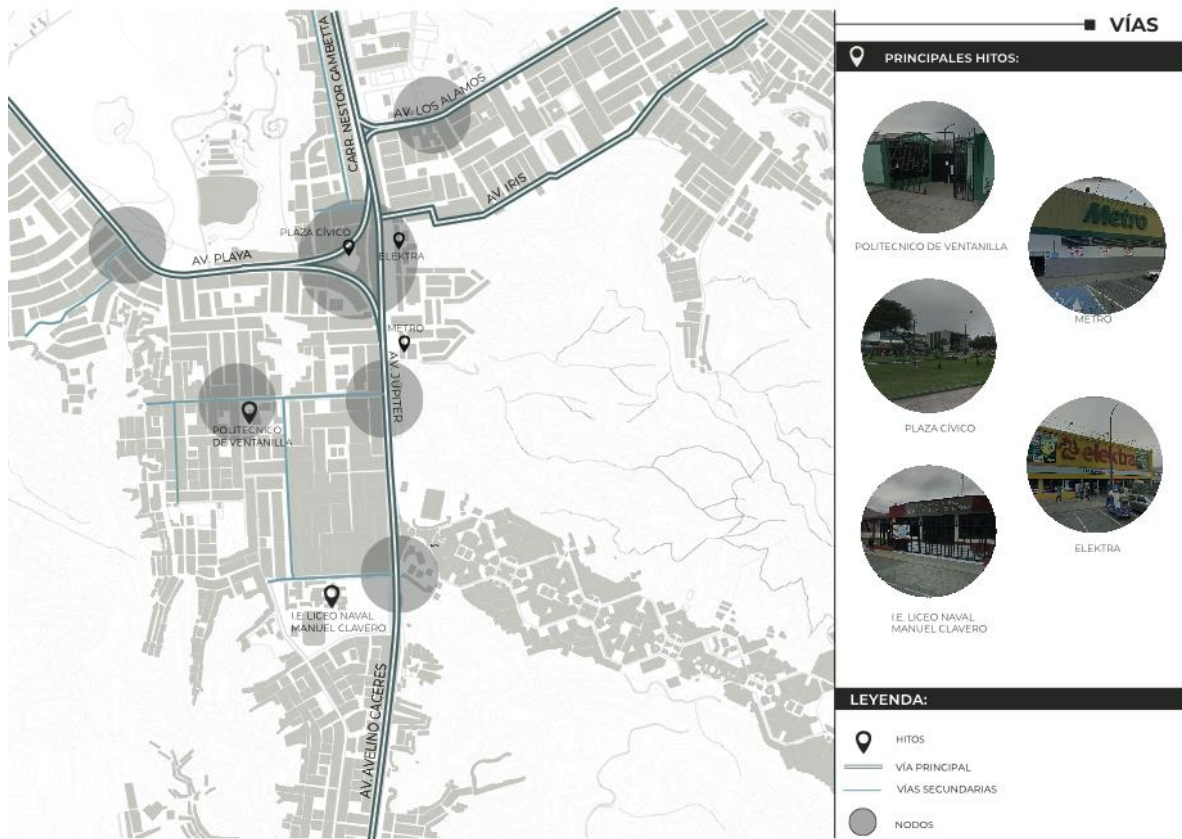 VÍAS
PRINCIPALES HITOS:
POLITECNICO DE VENTANILLA
Metro
METRO
PLAZA CÍVICO
elektra
ELEKTRA
I.E. LICEO NAVAL
MANUEL CLAVERO
LEYENDA:
HITOS
VÍA PRINCIPAL
VÍAS SECUNDARIAS
NODOS
CARR. NESTOR GAMBETTA
AV. LOS ALAMOS
AV. IRIS
PLAZA CÍVICO
ELEKTRA
AV. PLAYA
METRO
AV. JUPITER
POLITECNICO
DE VENTANILLA
I.E. LICEO NAVAL
MANUEL CLAVERO
AV. AVELINO CACERES